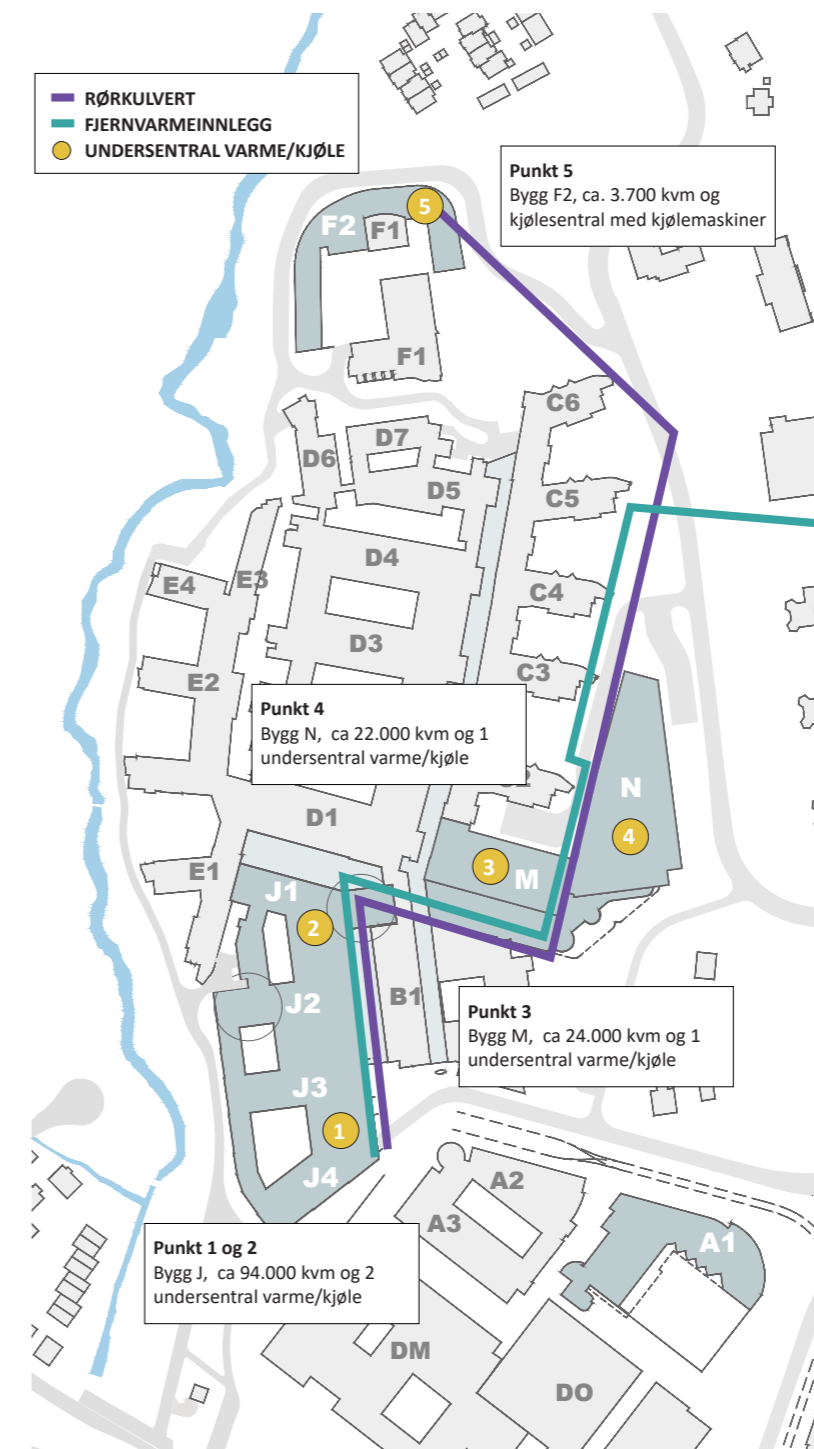 RØRKULVERT
FJERNVARMEINNLEGG
UNDERSENTRAL VARME/KJØLE
Punkt 5
Bygg F2, ca. 3.700 kvm og
kjølesentral med kjølemaskiner
5
F2
F1
F1
C6
D7
D6
D5
C5
D4
E3
E4
C4
D3
C3
E2
Punkt 4
Bygg N, ca 22.000 kvm og 1
undersentral varme/kjøle
N
D1
4
3
M
E1
J1
2
B1
J2
Punkt 3
Bygg M, ca 24.000 kvm og 1
undersentral varme/kjøle
J3
1
J4
A2
A3
A1
Punkt 1 og 2
Bygg J, ca 94.000 kvm og 2
undersentral varme/kjøle
DM
DO